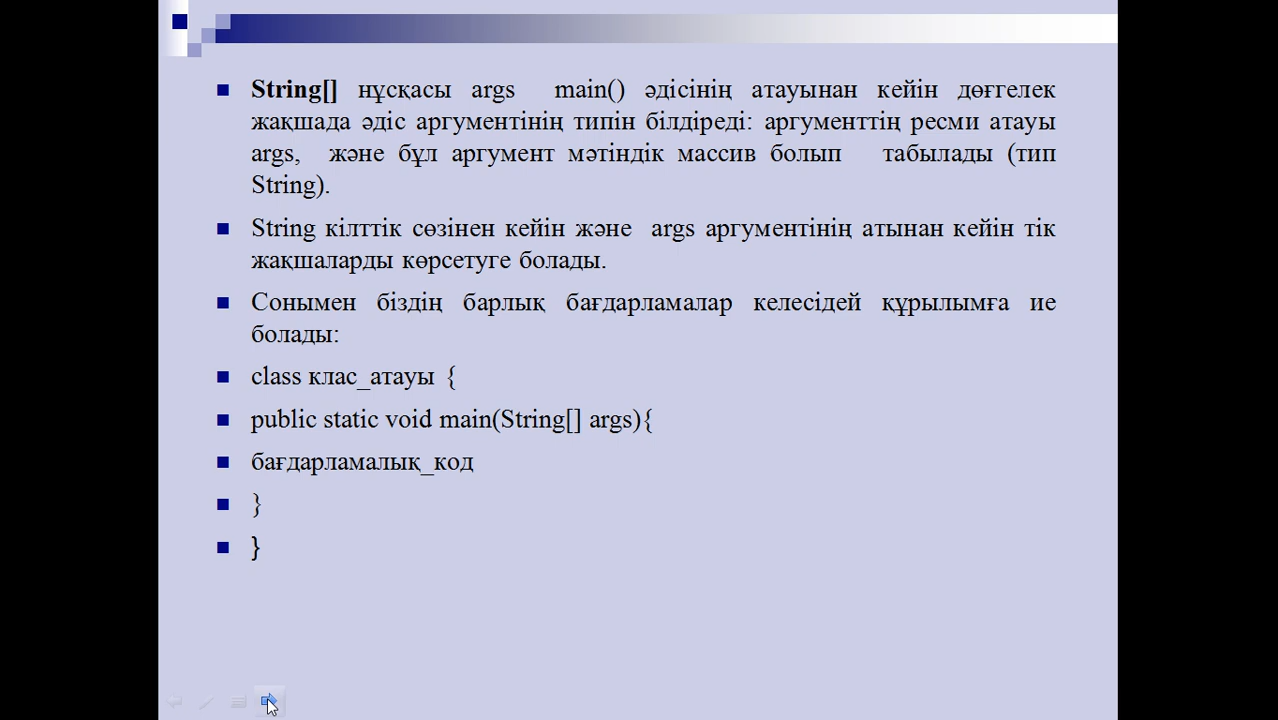 String[] нұсқасы args main() әдісінің атауынан кейін дөңгелек
жақшада әдіс аргументінің типін білдіреді: аргументтің ресми атауы
args, және бұл аргумент мәтіндік массив болып табылады (тип
String).
String кілттік сөзінен кейін және args аргументінің атынан кейін тік
жақшаларды көрсетуге болады.
Сонымен біздің барлық бағдарламалар келесідей құрылымға ие
болады:
class клас_атауы {
public static void main(String[] args){
бағдарламалық_код
}
}